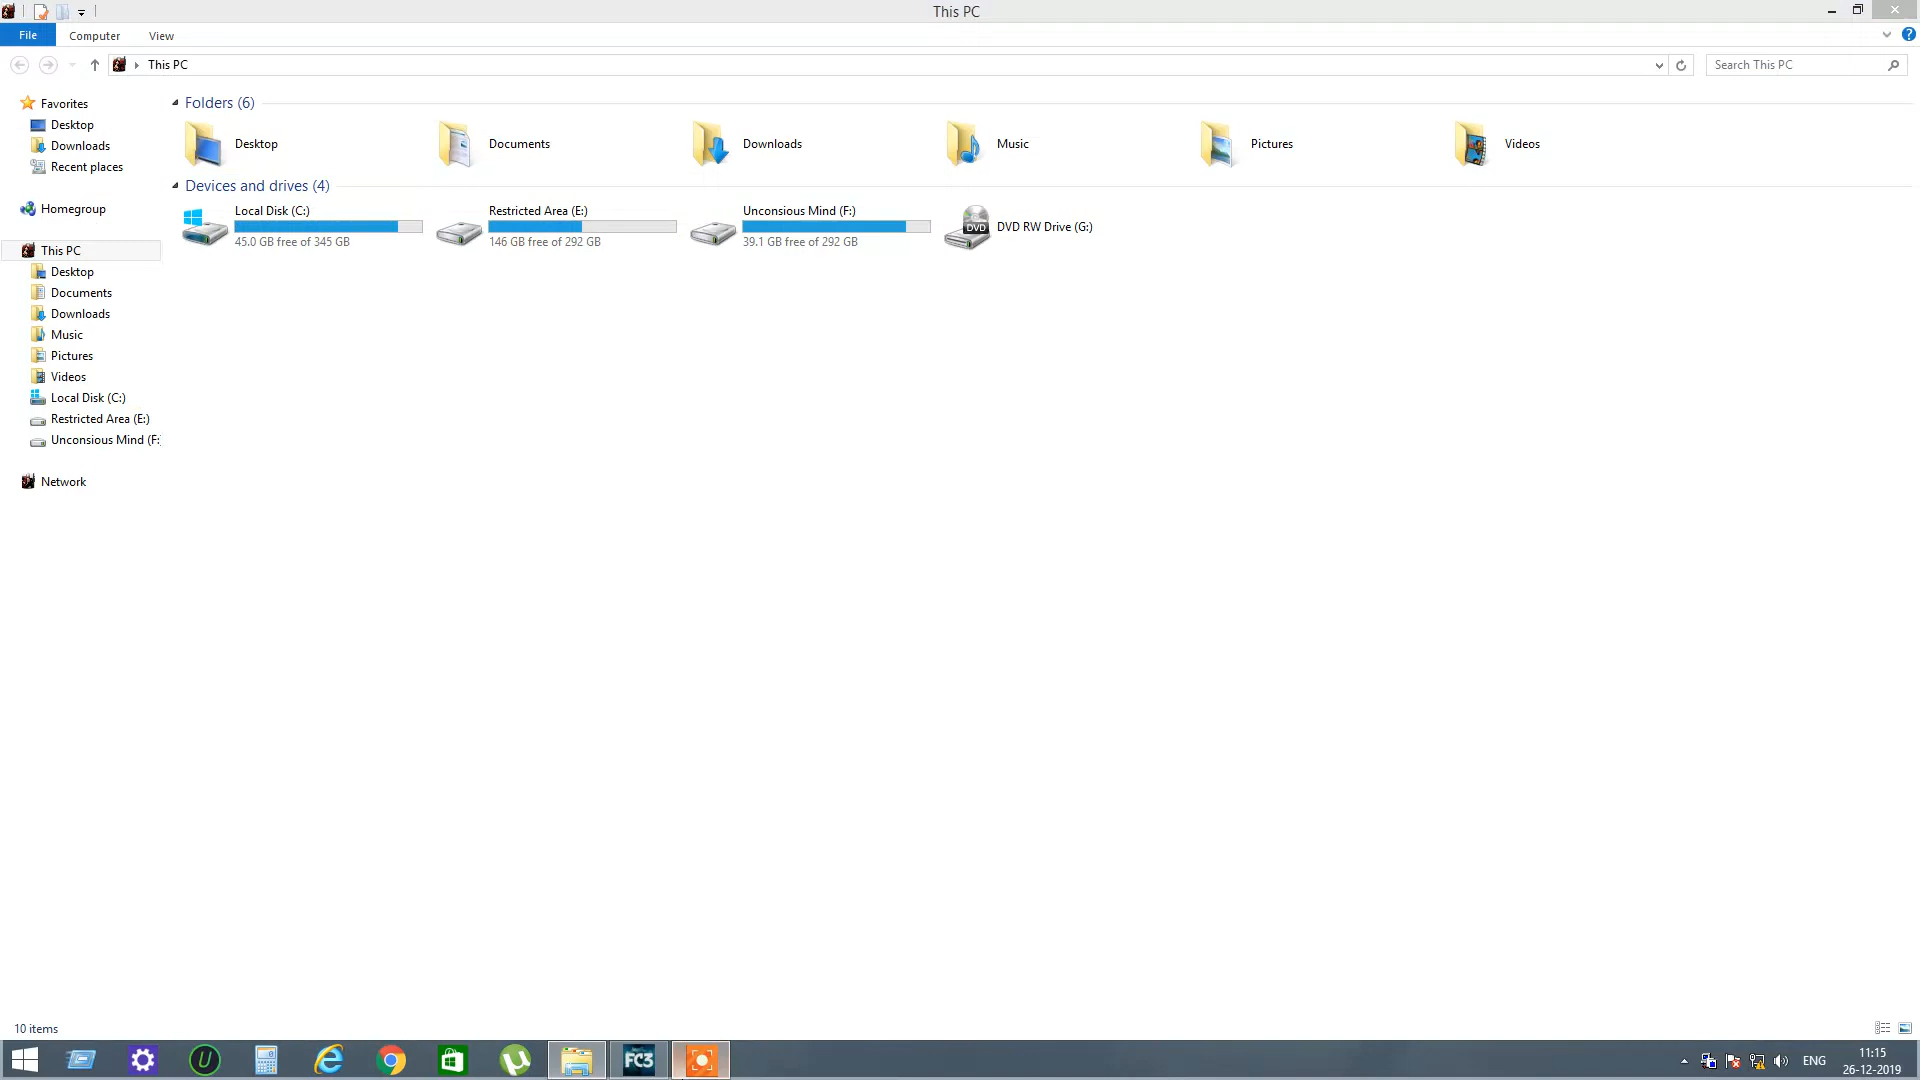 This PC
File
Computer
View
?
This PC
Search This PC
Favorites
Desktop
Downloads
Recent places
Homegroup
This PC
Desktop
Documents
Downloads
Music
Pictures
Videos
Local Disk (C:)
Restricted Area (E:)
Unconsious Mind (F:
Network
Folders (6)
Desktop
Documents
Downloads
Music
Pictures
Videos
Devices and drives (4)
Local Disk (C:)
45.0 GB free of 345 GB
Restricted Area (E:)
146 GB free of 292 GB
Unconsious Mind (F:)
39.1 GB free of 292 GB
DVD
DVD RW Drive (G:)
10 items
U
FC3
ENG
11:15
26-12-2019